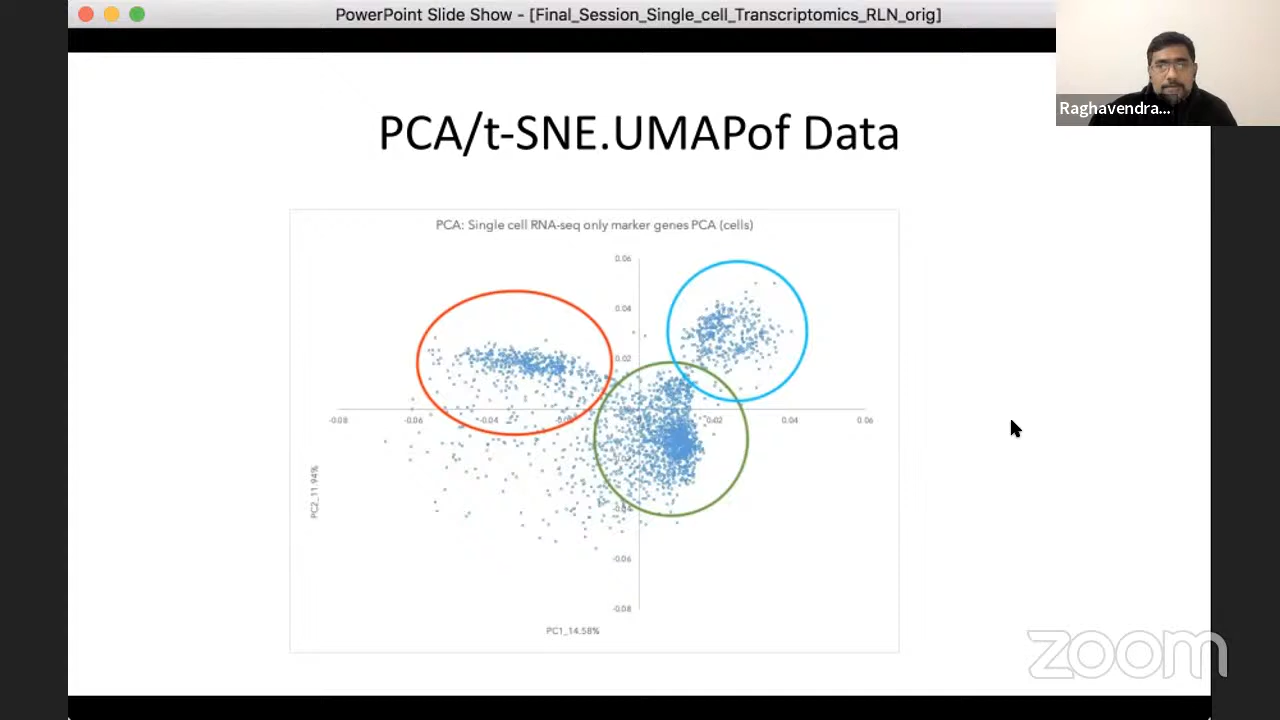 PowerPoint Slide Show - [Final_Session_Single_cell_Transcriptomics_RLN_orig]
Raghavendra...
PCA/t-SNE.UMAPof Data
PCA: Single cell RNA-seq only marker genes PCA (cells)
0.06
0.04
0.02
-0.08
-0.06
-0.04
0.02
0.04
0.06
-0.04
-0.06
-0.08
PC2_11.94%
PC1_14.58%
zoom